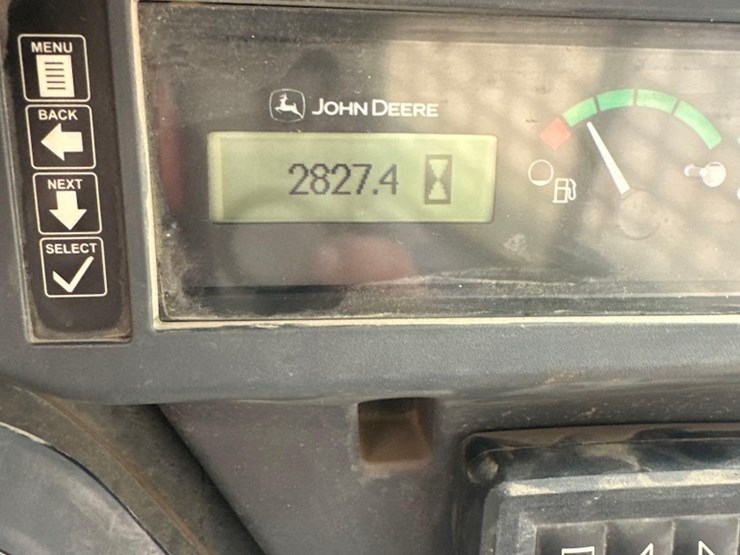 MENU
BACK
NEXT
SELECT
JOHN DEERE
2827.4